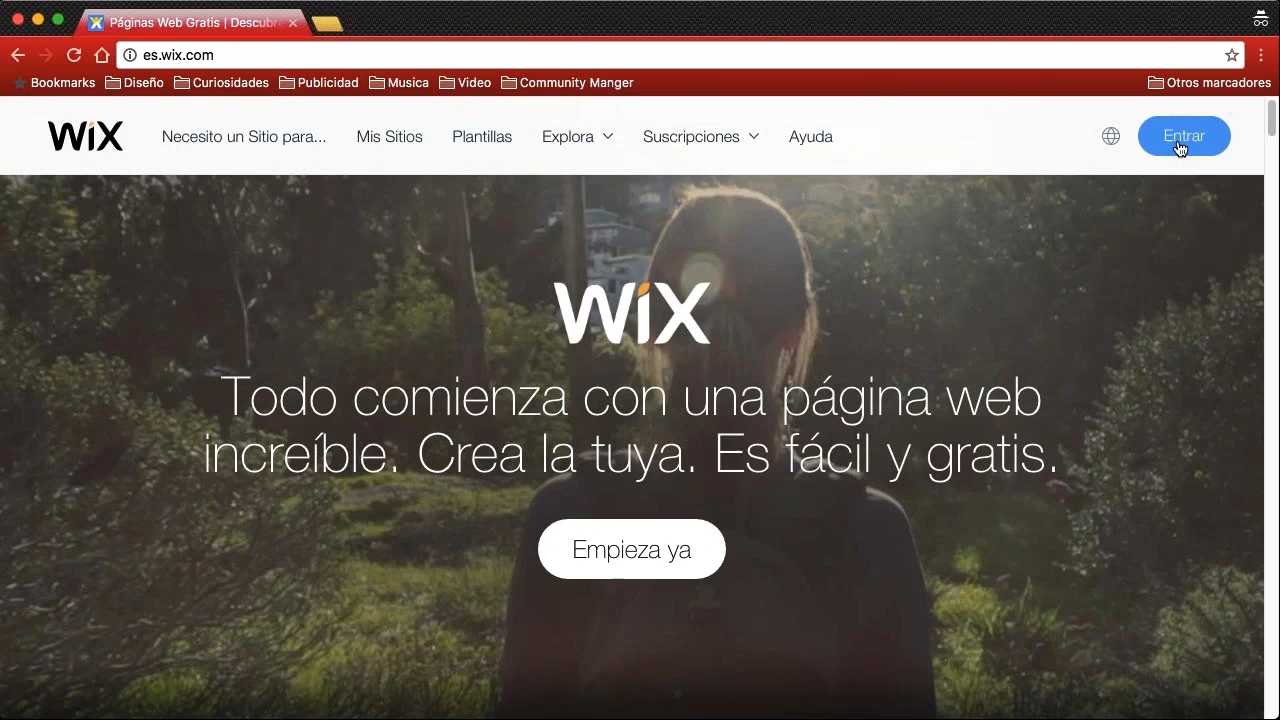 Páginas Web Gratis | Descubre
es.wix.com
Bookmarks Diseño Curiosidades Publicidad Musica Video Community Manger Otros marcadores
WiX Necesito un Sitio para... Mis Sitios Plantillas Explora Suscripciones Ayuda Entrar
WiX
Todo comienza con una página web
increíble. Crea la tuya. Es fácil y gratis.
Empieza ya